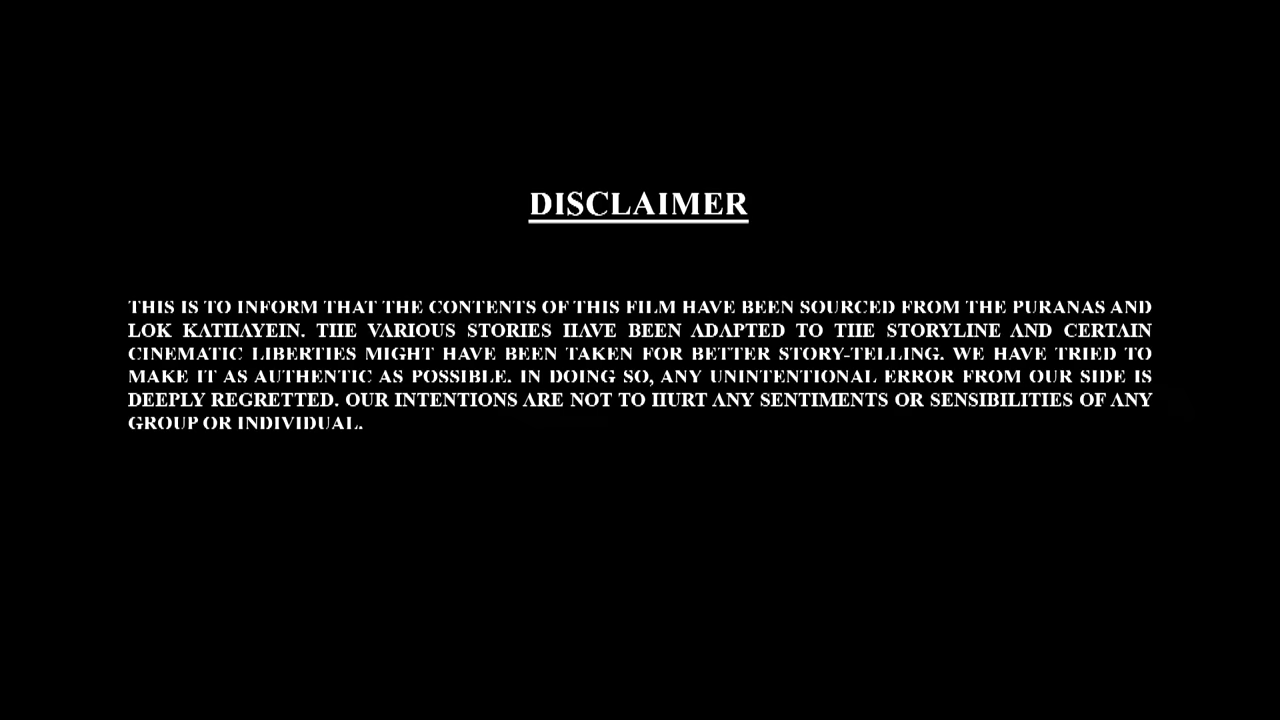 DISCLAIMER
THIS IS TO INFORM THAT THE CONTENTS OF THIS FILM HAVE BEEN SOURCED FROM THE PURANAS AND
LOK KATHAYEIN. THE VARIOUS STORIES HAVE BEEN ADAPTED TO THE STORYLINE AND CERTAIN
CINEMATIC LIBERTIES MIGHT HAVE BEEN TAKEN FOR BETTER STORY-TELLING. WE HAVE TRIED TO
MAKE IT AS AUTHENTIC AS POSSIBLE. IN DOING SO, ANY UNINTENTIONAL ERROR FROM OUR SIDE IS
DEEPLY REGRETTED. OUR INTENTIONS ARE NOT TO HURT ANY SENTIMENTS OR SENSIBILITIES OF ANY
GROUP OR INDIVIDUAL.